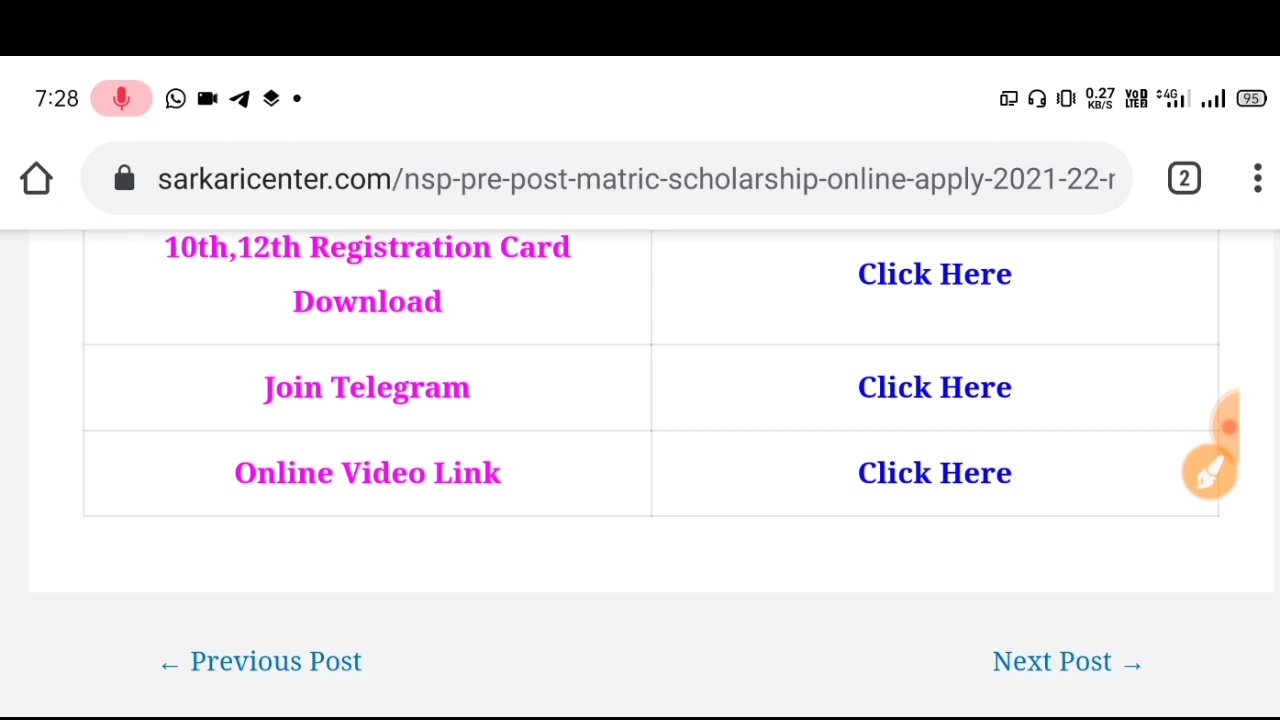 7:28
0.27
KB/S
VoD
LTE2
4G
95
sarkaricenter.com/nsp-pre-post-matric-scholarship-online-apply-2021-22-r
2
10th,12th Registration Card
Download
Click Here
Join Telegram
Click Here
Online Video Link
Click Here
← Previous Post
Next Post →